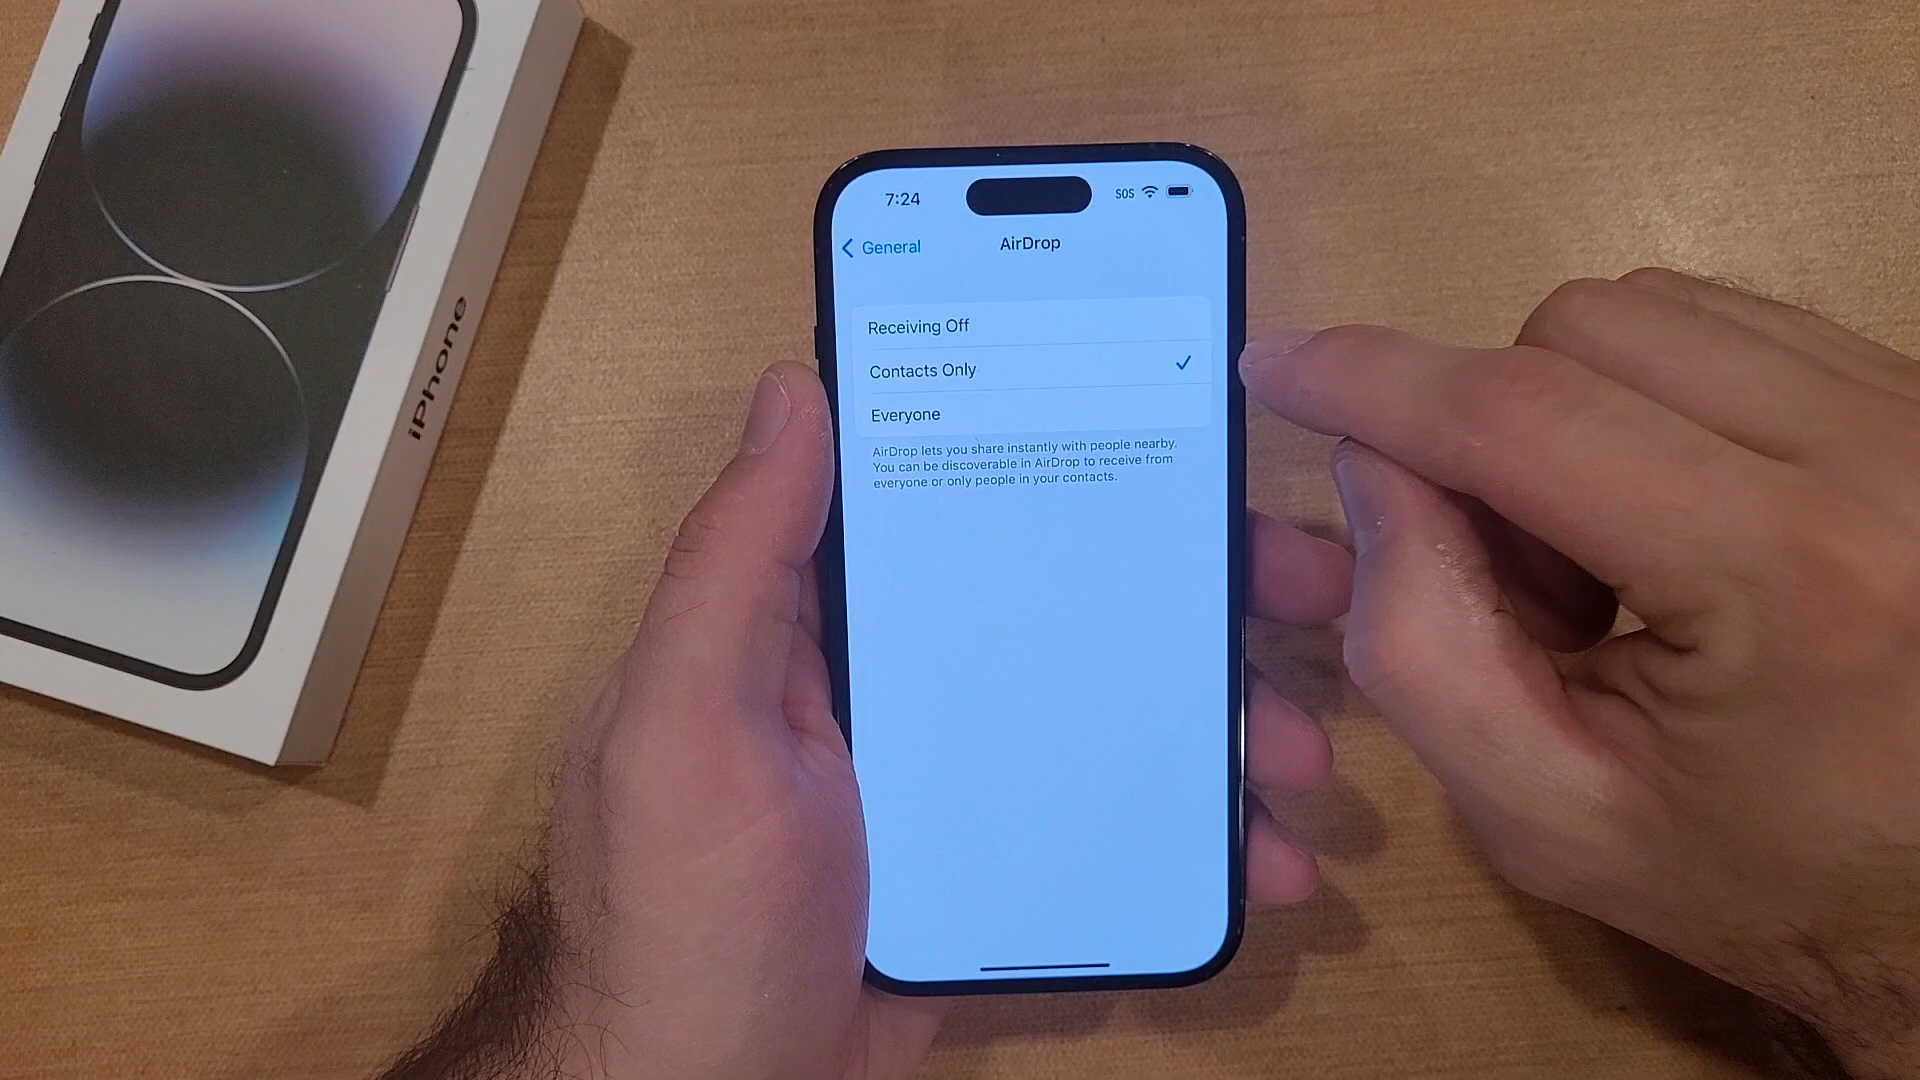 iPhone
7:24
SOS
General
AirDrop
Receiving Off
Contacts Only
Everyone
AirDrop lets you share instantly with people nearby.
You can be discoverable in AirDrop to receive from
everyone or only people in your contacts.